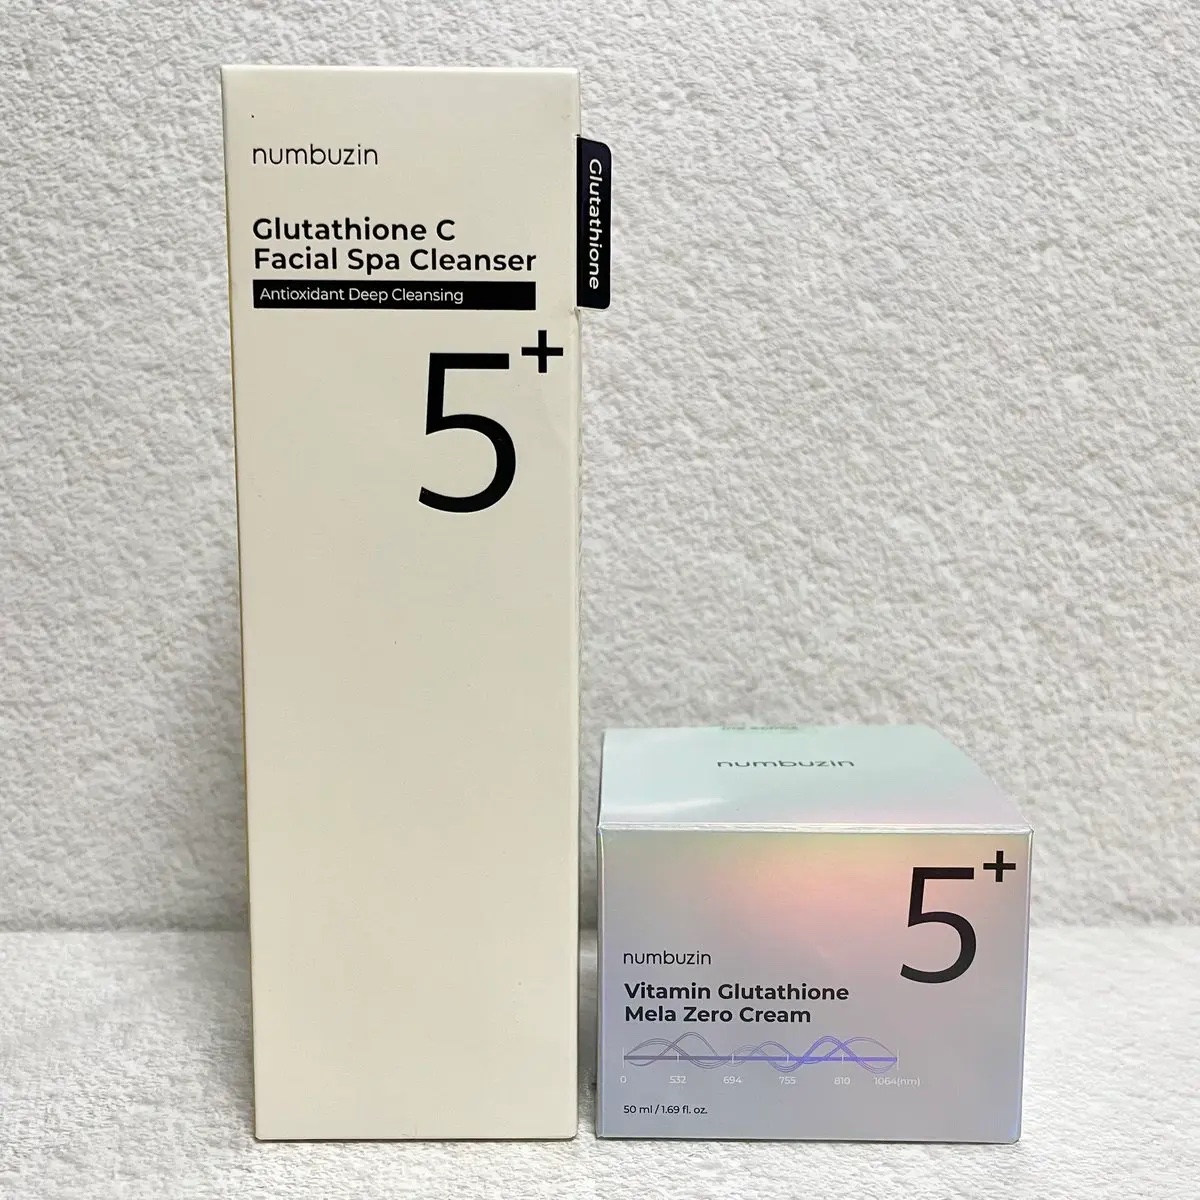 numbuzin
Glutathione C
Facial Spa Cleanser
Antioxidant Deep Cleansing
5+
Glutathione
numbuzin
5+
numbuzin
Vitamin Glutathione
Mela Zero Cream
0 532 694 755 810 1064(nm)
50 ml / 1.69 fl. oz.